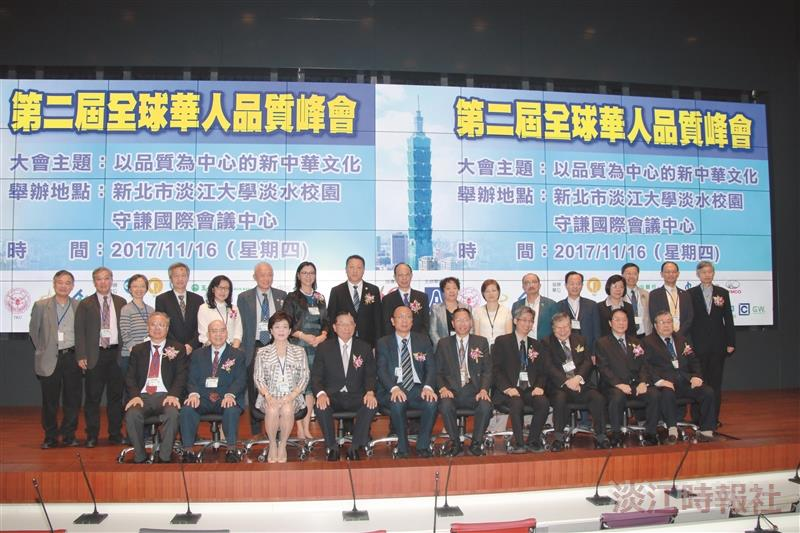 第二屆全球華人品質峰會
大會主題：以品質為中心的新中華文化
舉辦地點：新北市淡江大學淡水校園
守謙國際會議中心
時　　間：2017/11/16（星期四）
第二屆全球華人品質峰會
大會主題：以品質為中心的新中華文化
舉辦地點：新北市淡江大學淡水校園
守謙國際會議中心
時　　間：2017/11/16（星期四）
淡江時報社